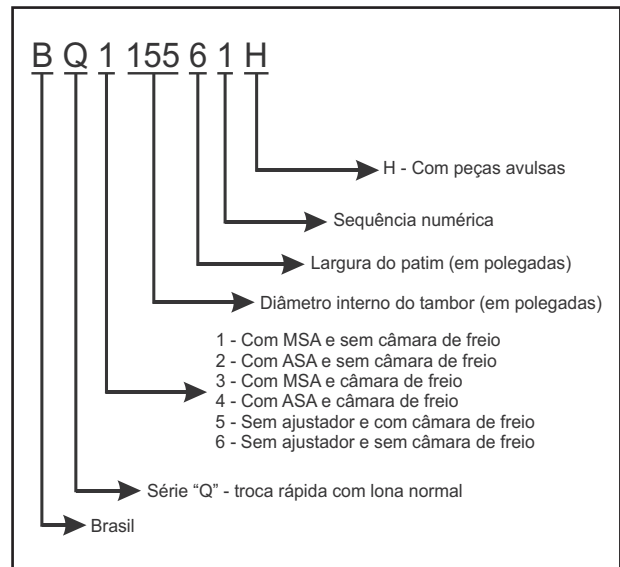 B Q 1 155 6 1 H
H - Com peças avulsas
Sequência numérica
Largura do patim (em polegadas)
Diâmetro interno do tambor (em polegadas)
1 - Com MSA e sem câmara de freio
2 - Com ASA e sem câmara de freio
3 - Com MSA e câmara de freio
4 - Com ASA e câmara de freio
5 - Sem ajustador e com câmara de freio
6 - Sem ajustador e sem câmara de freio
Série “Q” - troca rápida com lona normal
Brasil